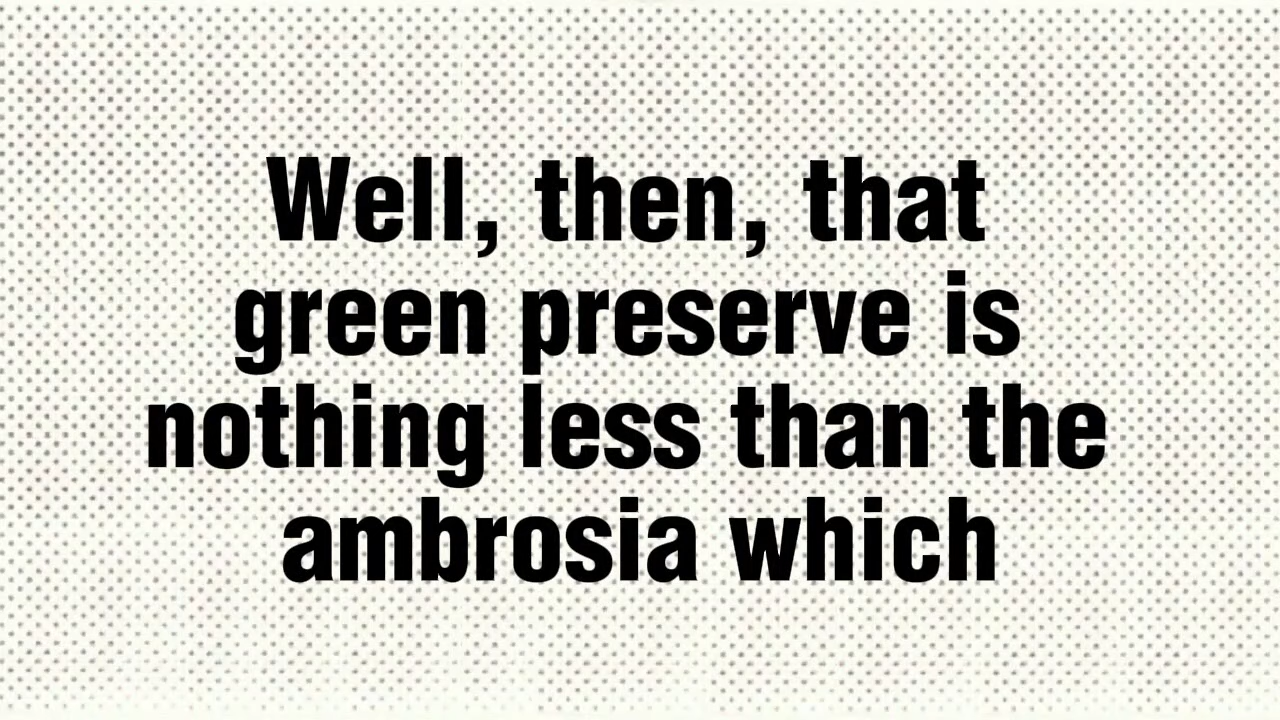 Well, then, that
green preserve is
nothing less than the
ambrosia which